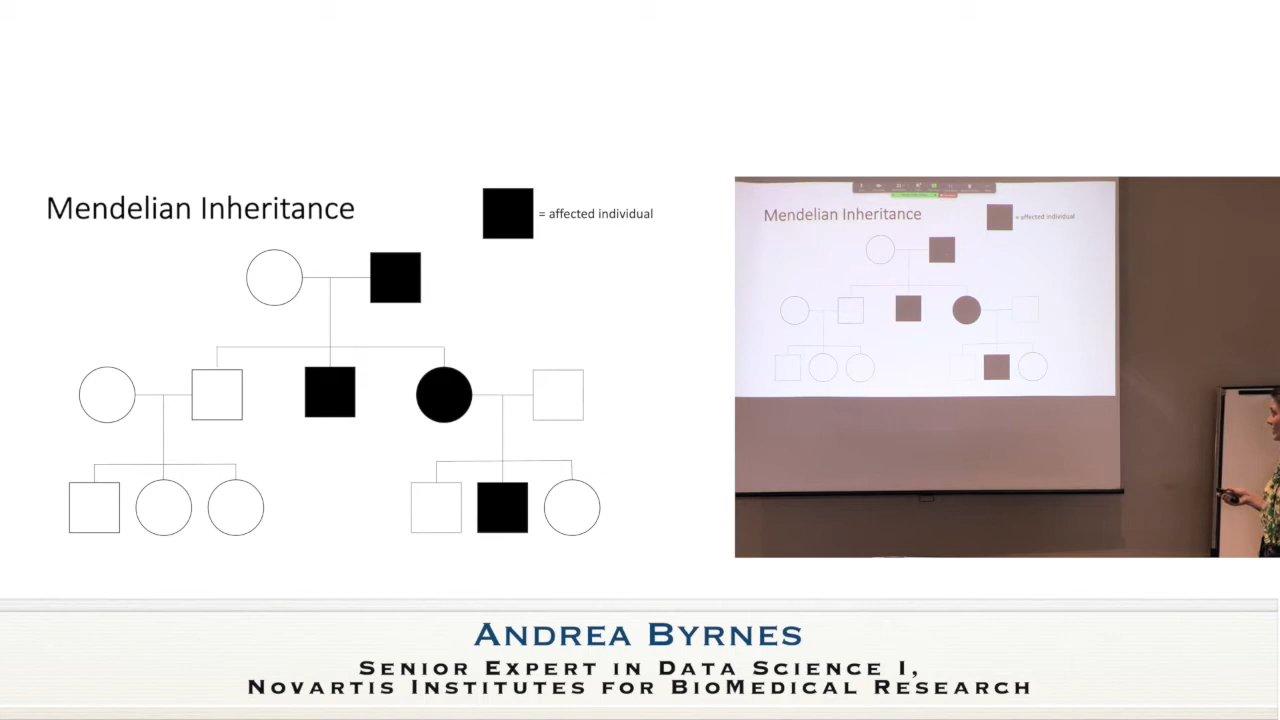 Mendelian Inheritance
= affected individual
Mendelian Inheritance
= affected individual
ANDREA BYRNES
SENIOR EXPERT IN DATA SCIENCE I,
NOVARTIS INSTITUTES FOR BIOMEDICAL RESEARCH